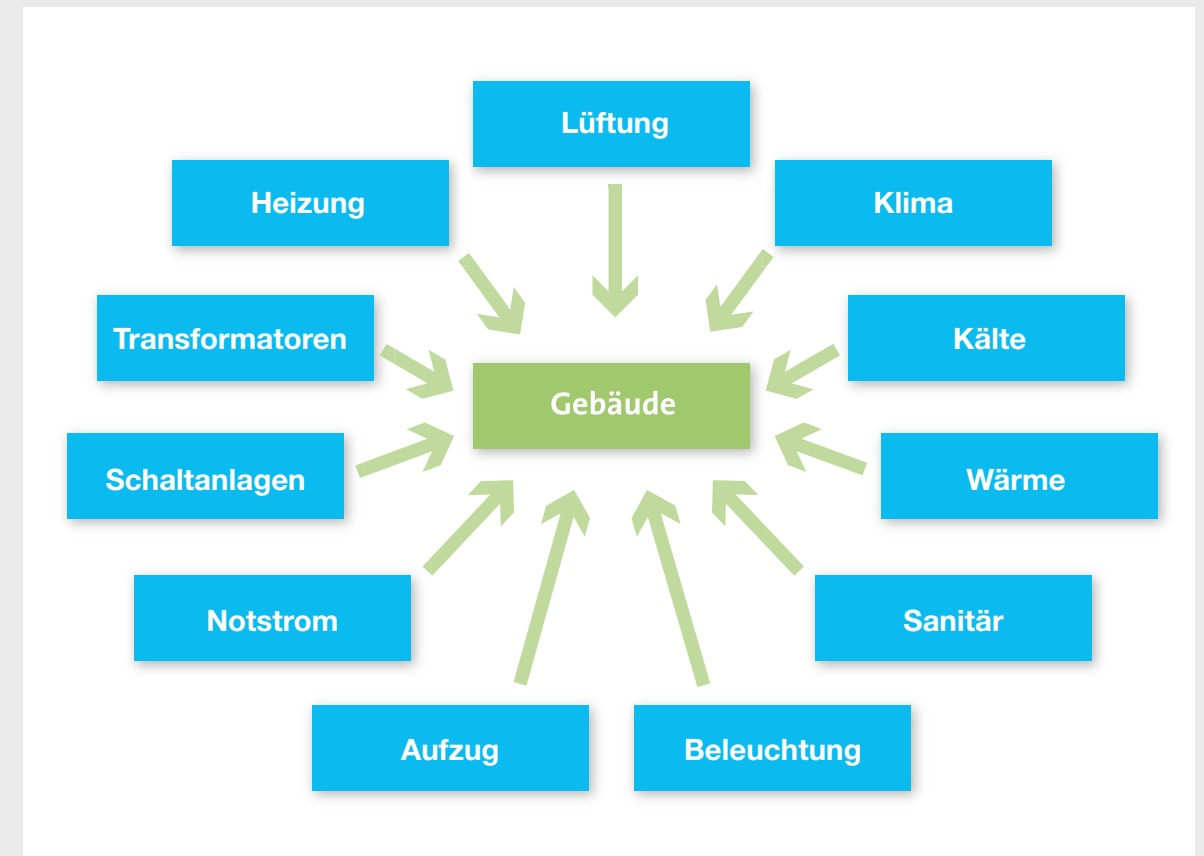 Lüftung
Heizung
Klima
Transformatoren
Kälte
Gebäude
Schaltanlagen
Wärme
Notstrom
Sanitär
Aufzug
Beleuchtung